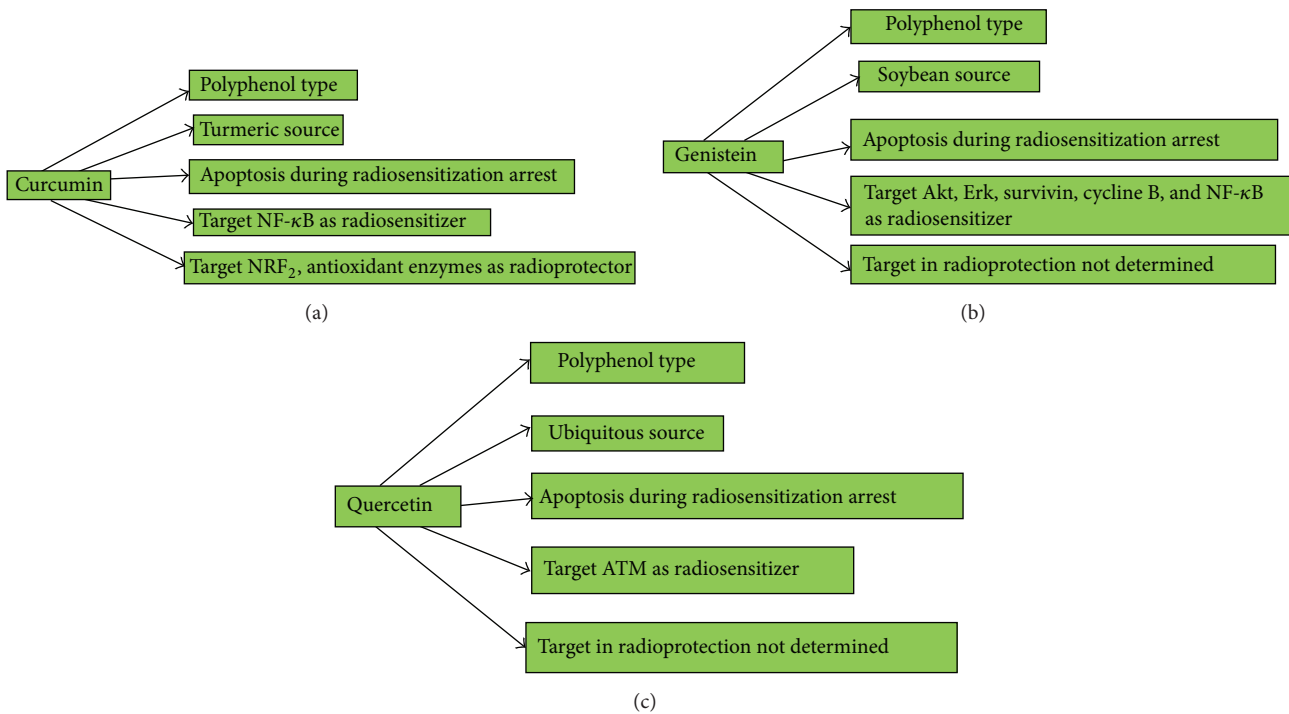 Curcumin
Polyphenol type
Turmeric source
Apoptosis during radiosensitization arrest
Target NF-κB as radiosensitizer
Target NRF₂, antioxidant enzymes as radioprotector
(a)
Genistein
Polyphenol type
Soybean source
Apoptosis during radiosensitization arrest
Target Akt, Erk, survivin, cycline B, and NF-κB
as radiosensitizer
Target in radioprotection not determined
(b)
Quercetin
Polyphenol type
Ubiquitous source
Apoptosis during radiosensitization arrest
Target ATM as radiosensitizer
Target in radioprotection not determined
(c)